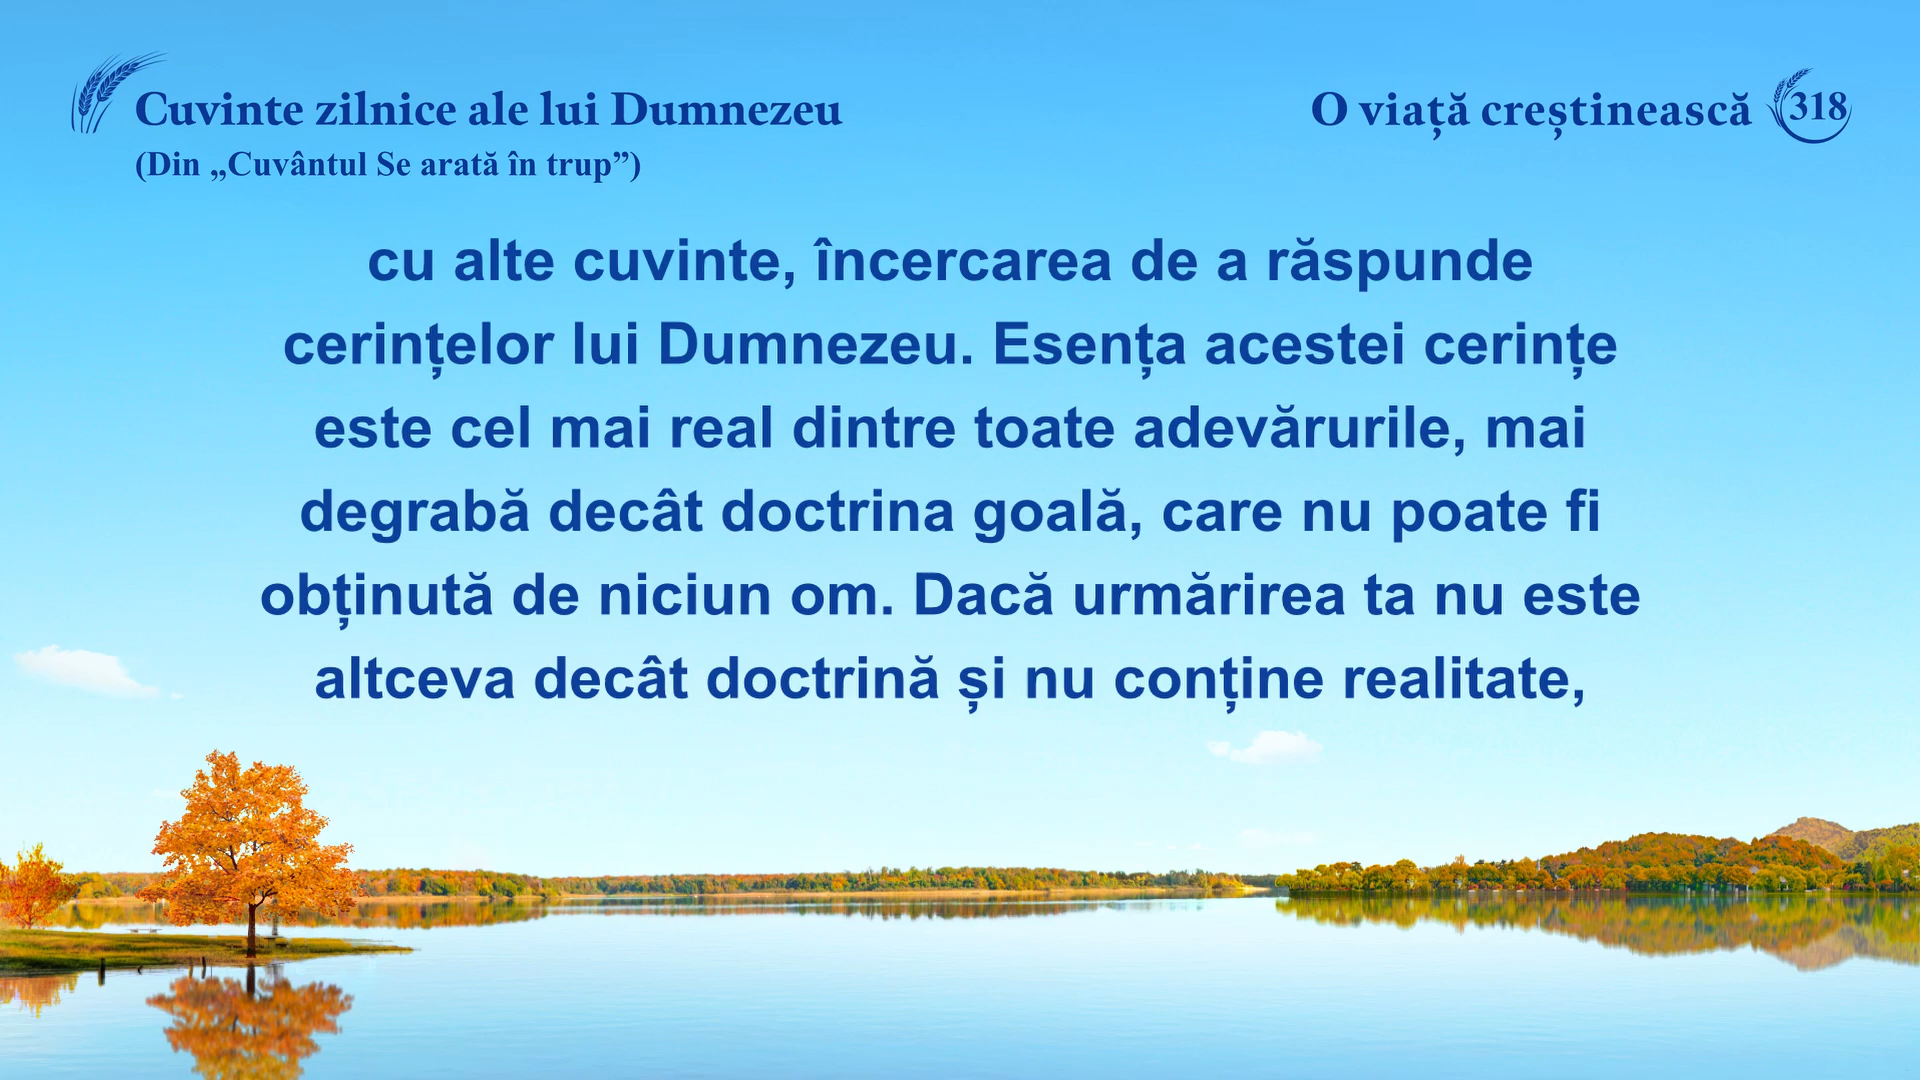 Cuvinte zilnice ale lui Dumnezeu
(Din „Cuvântul Se arată în trup”)
O viață creștinească 318
cu alte cuvinte, încercarea de a răspunde
cerințelor lui Dumnezeu. Esența acestei cerințe
este cel mai real dintre toate adevărurile, mai
degrabă decât doctrina goală, care nu poate fi
obținută de niciun om. Dacă urmărirea ta nu este
altceva decât doctrină și nu conține realitate,